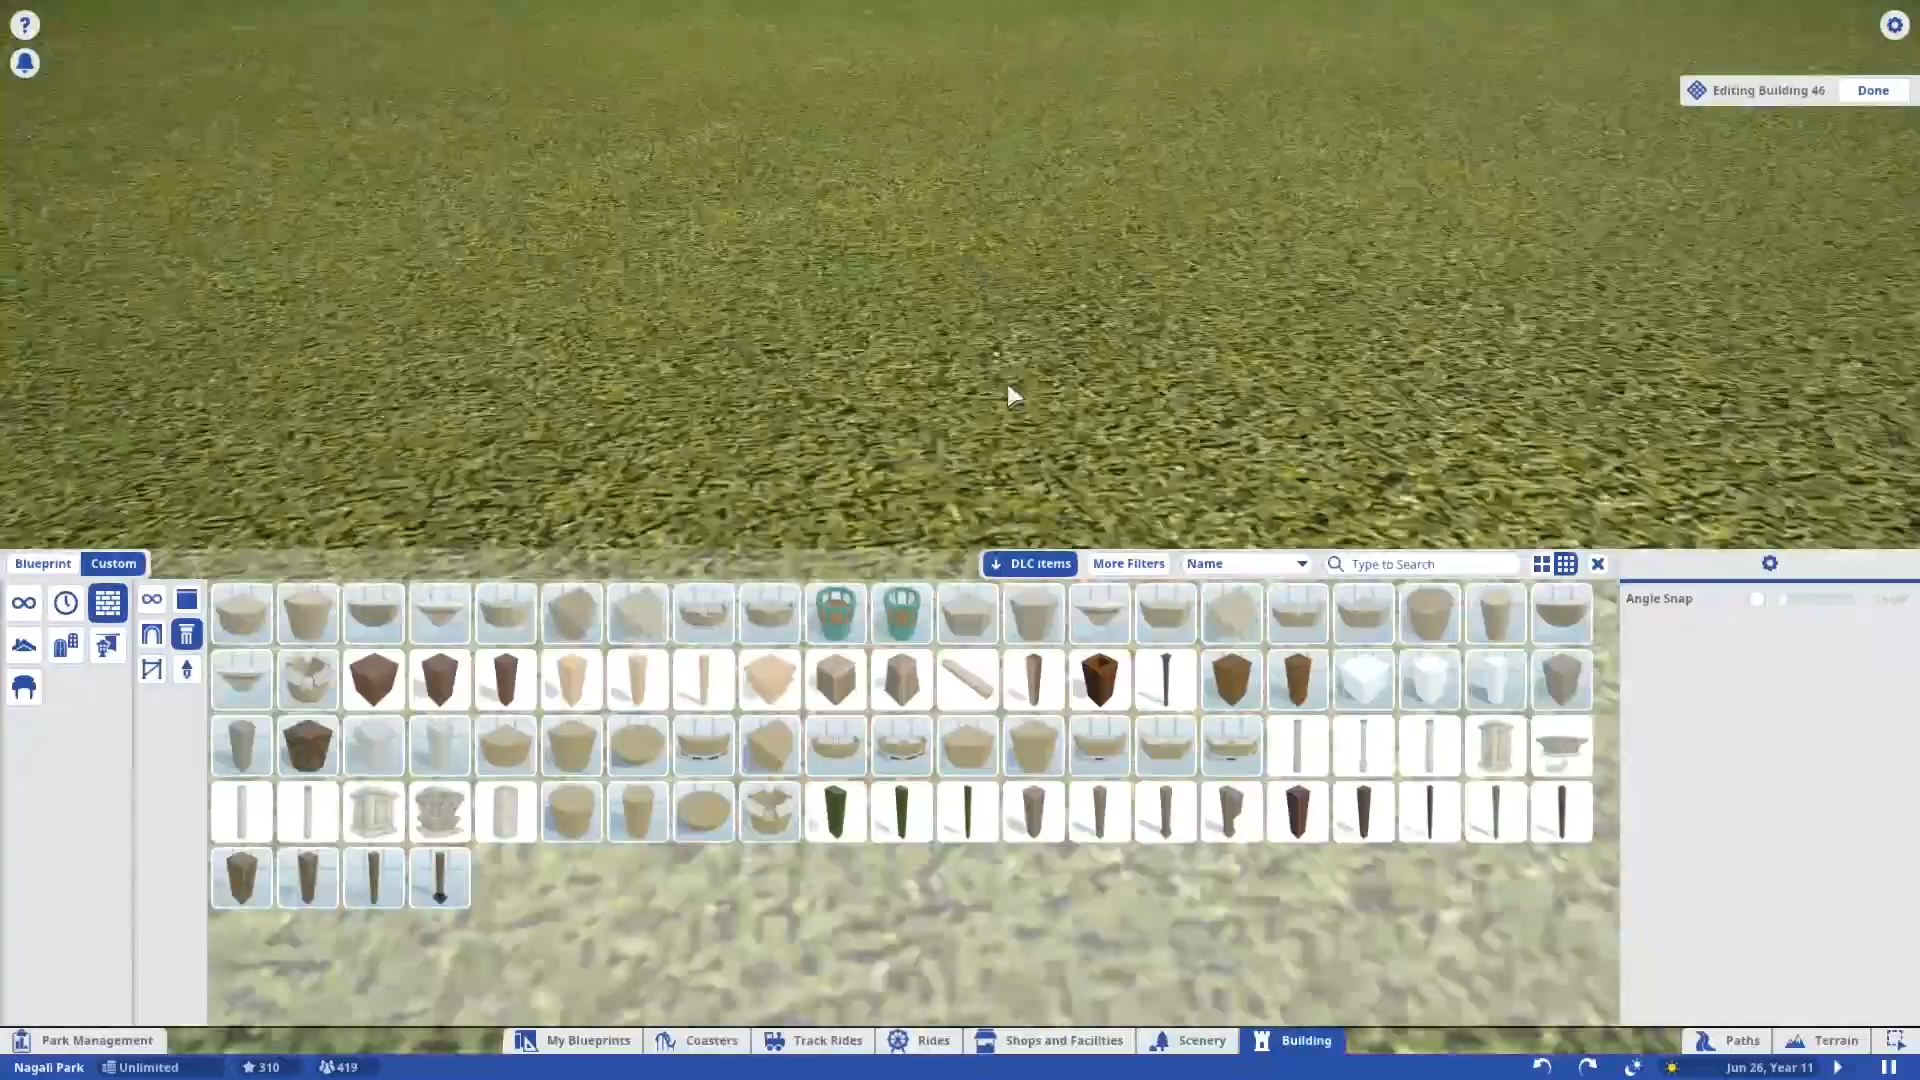 ?
Editing Building 46
Done
Blueprint
Custom
DLC items
More Filters
Name
Type to Search
Angle Snap
Park Management
My Blueprints
Coasters
Track Rides
Rides
Shops and Facilities
Scenery
Building
Paths
Terrain
Nagali Park
Unlimited
310
419
Jun 26, Year 11